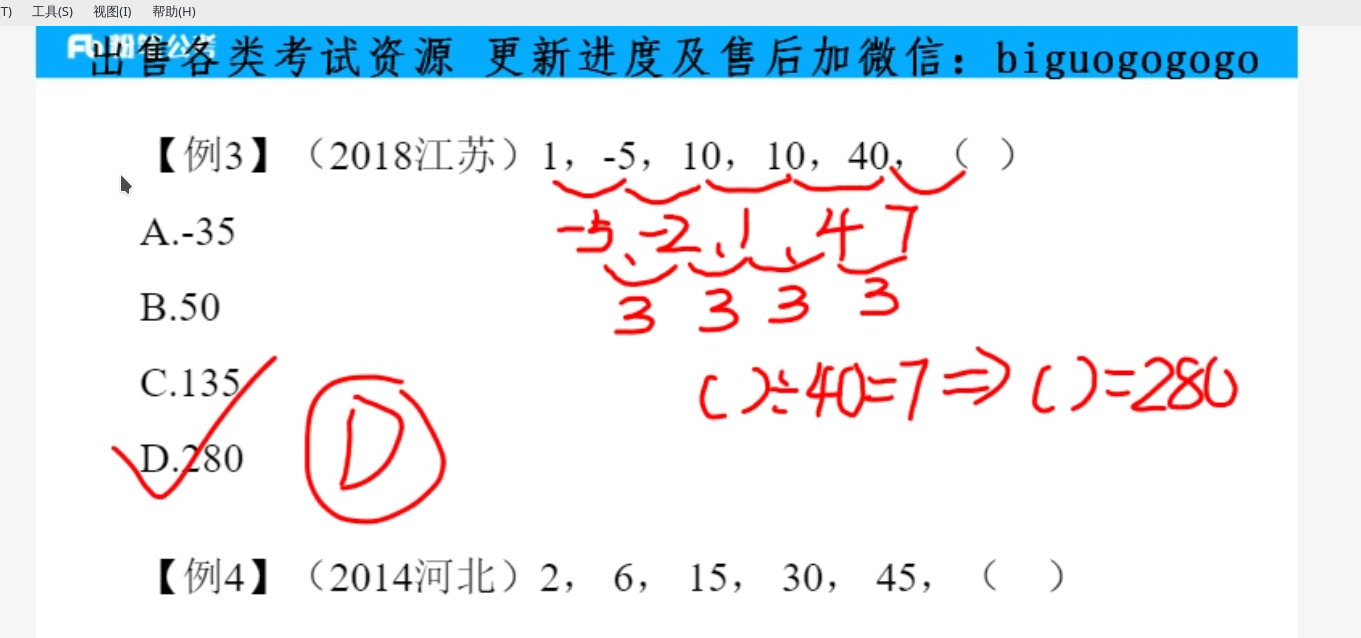 T) 工具(S) 视图(I) 帮助(H)
出售各类考试资源 更新进度及售后加微信：biguogogogo
【例3】（2018江苏）1，-5，10，10，40，（ ）
-5 -2 1 4 7
A.-35
3 3 3 3
B.50
( )÷40=7⇒( )=280
C.135
D.280
D
【例4】（2014河北）2， 6， 15， 30， 45，（ ）